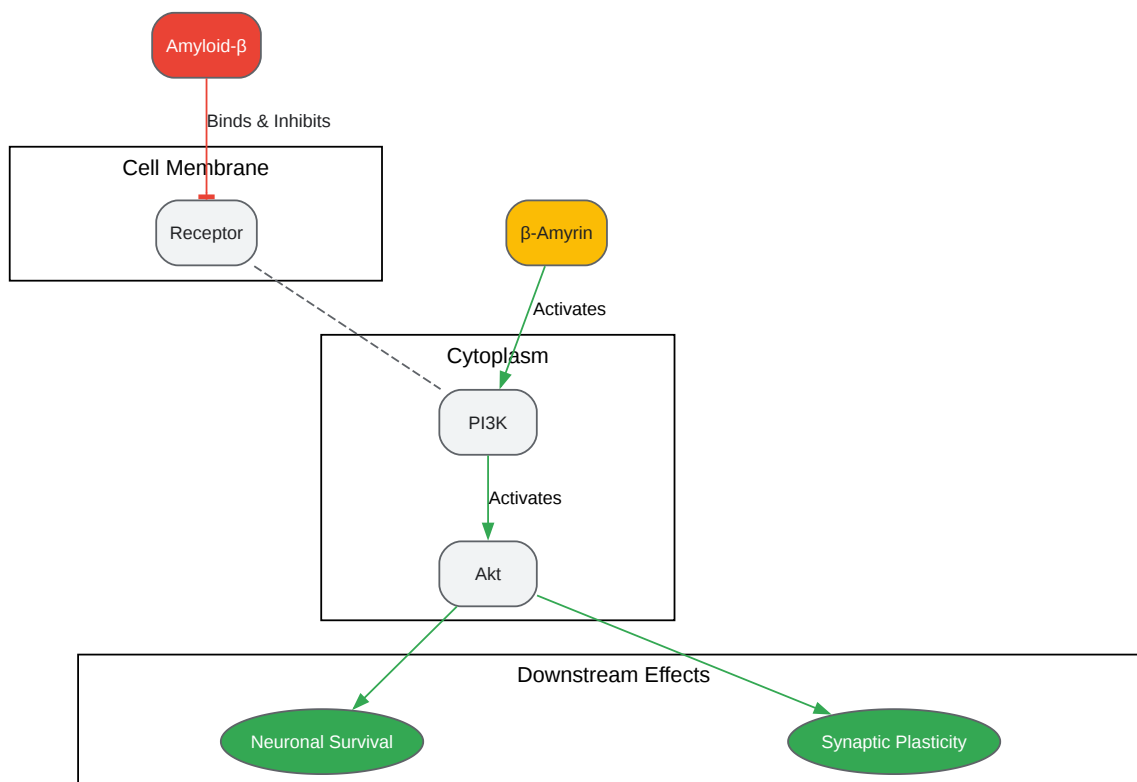 Amyloid-β
Binds & Inhibits
Cell Membrane
Receptor
β-Amyrin
Activates
Cytoplasm
PI3K
Activates
Akt
Downstream Effects
Neuronal Survival
Synaptic Plasticity